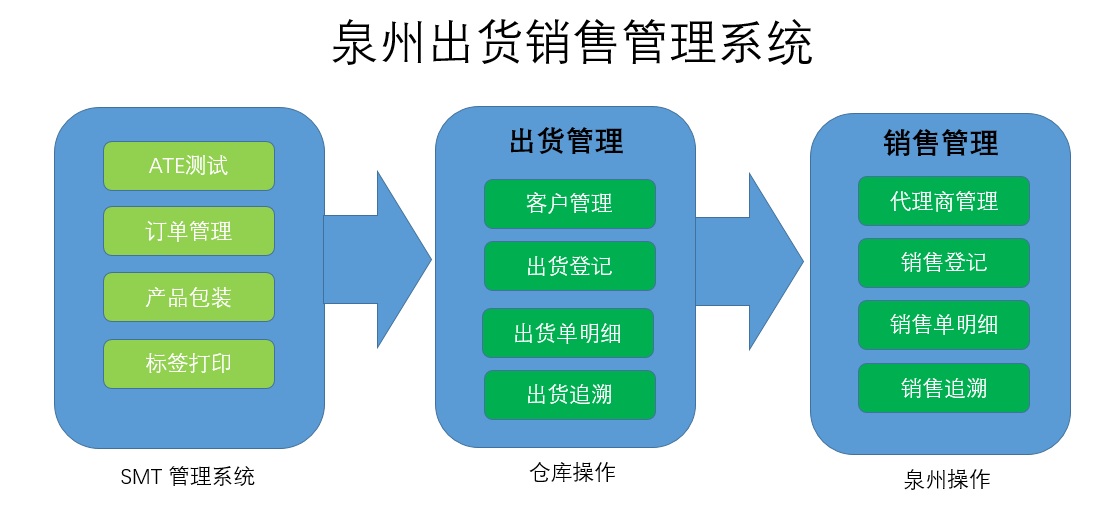 泉州出货销售管理系统
ATE测试
订单管理
产品包装
标签打印
SMT 管理系统
出货管理
客户管理
出货登记
出货单明细
出货追溯
仓库操作
销售管理
代理商管理
销售登记
销售单明细
销售追溯
泉州操作